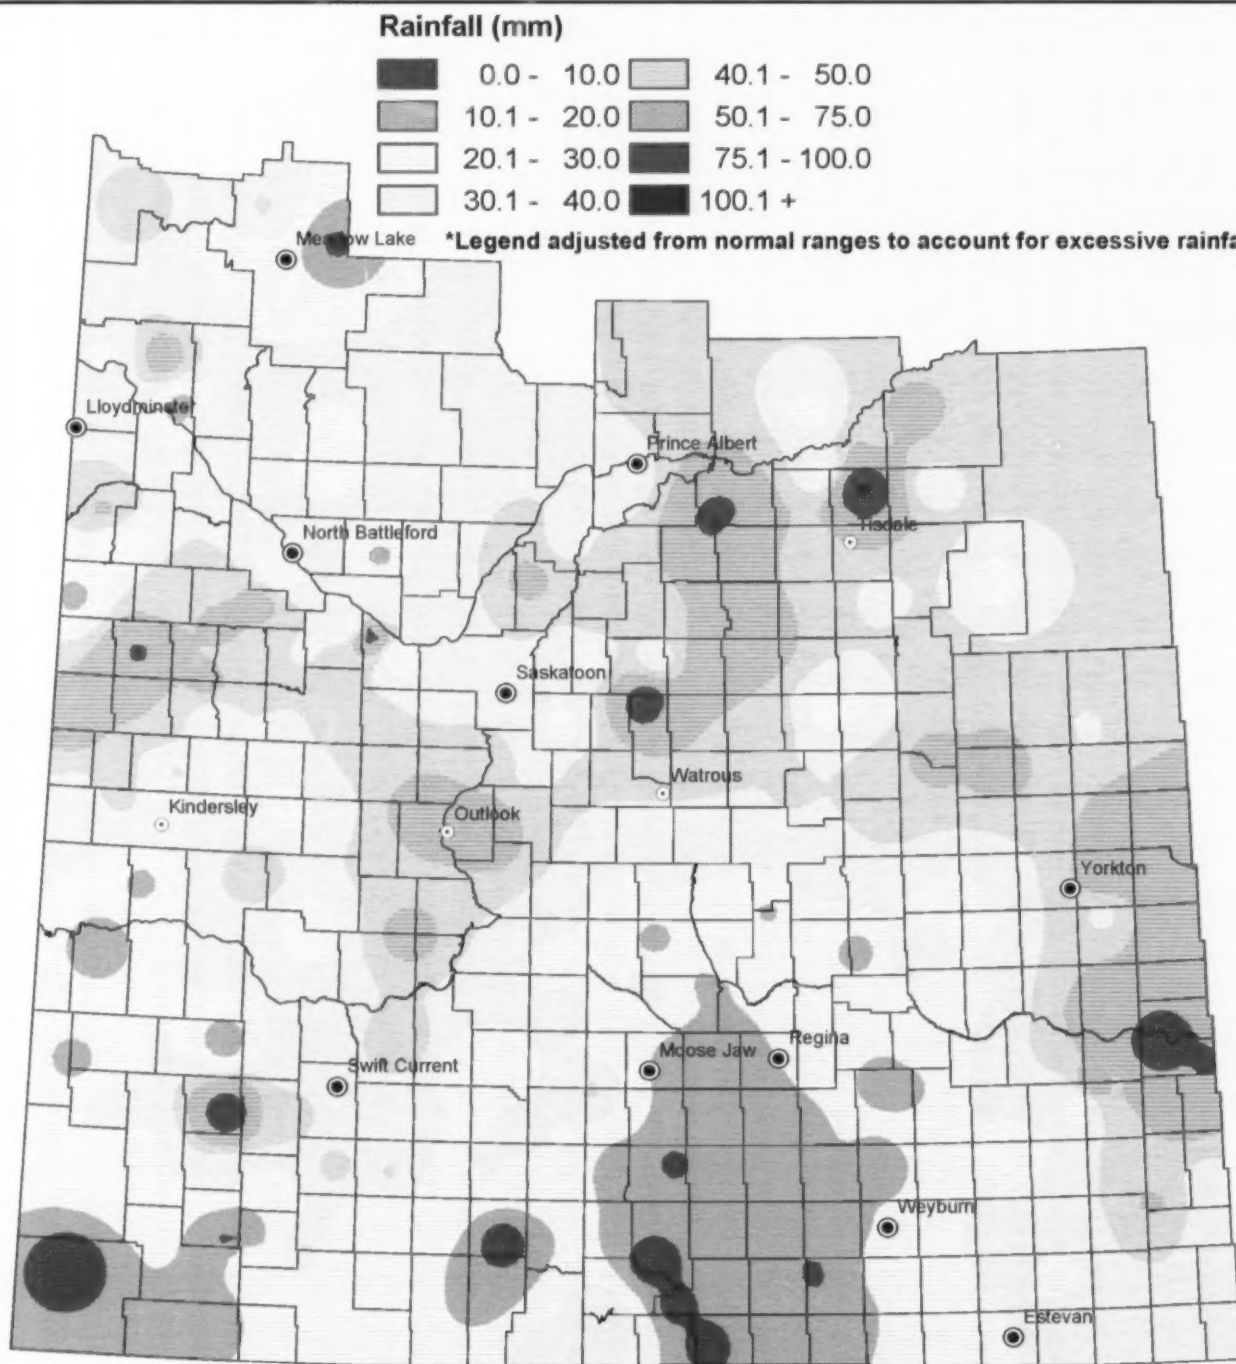 Rainfall (mm)
0.0 - 10.0 40.1 - 50.0
10.1 - 20.0 50.1 - 75.0
20.1 - 30.0 75.1 - 100.0
30.1 - 40.0 100.1 +
Meadow Lake *Legend adjusted from normal ranges to account for excessive rainfa
Lloydminster
Prince Albert
Tisdale
North Battleford
Saskatoon
Watrous
Kindersley
Outlook
Yorkton
Regina
Moose Jaw
Swift Current
Weyburn
Estevan